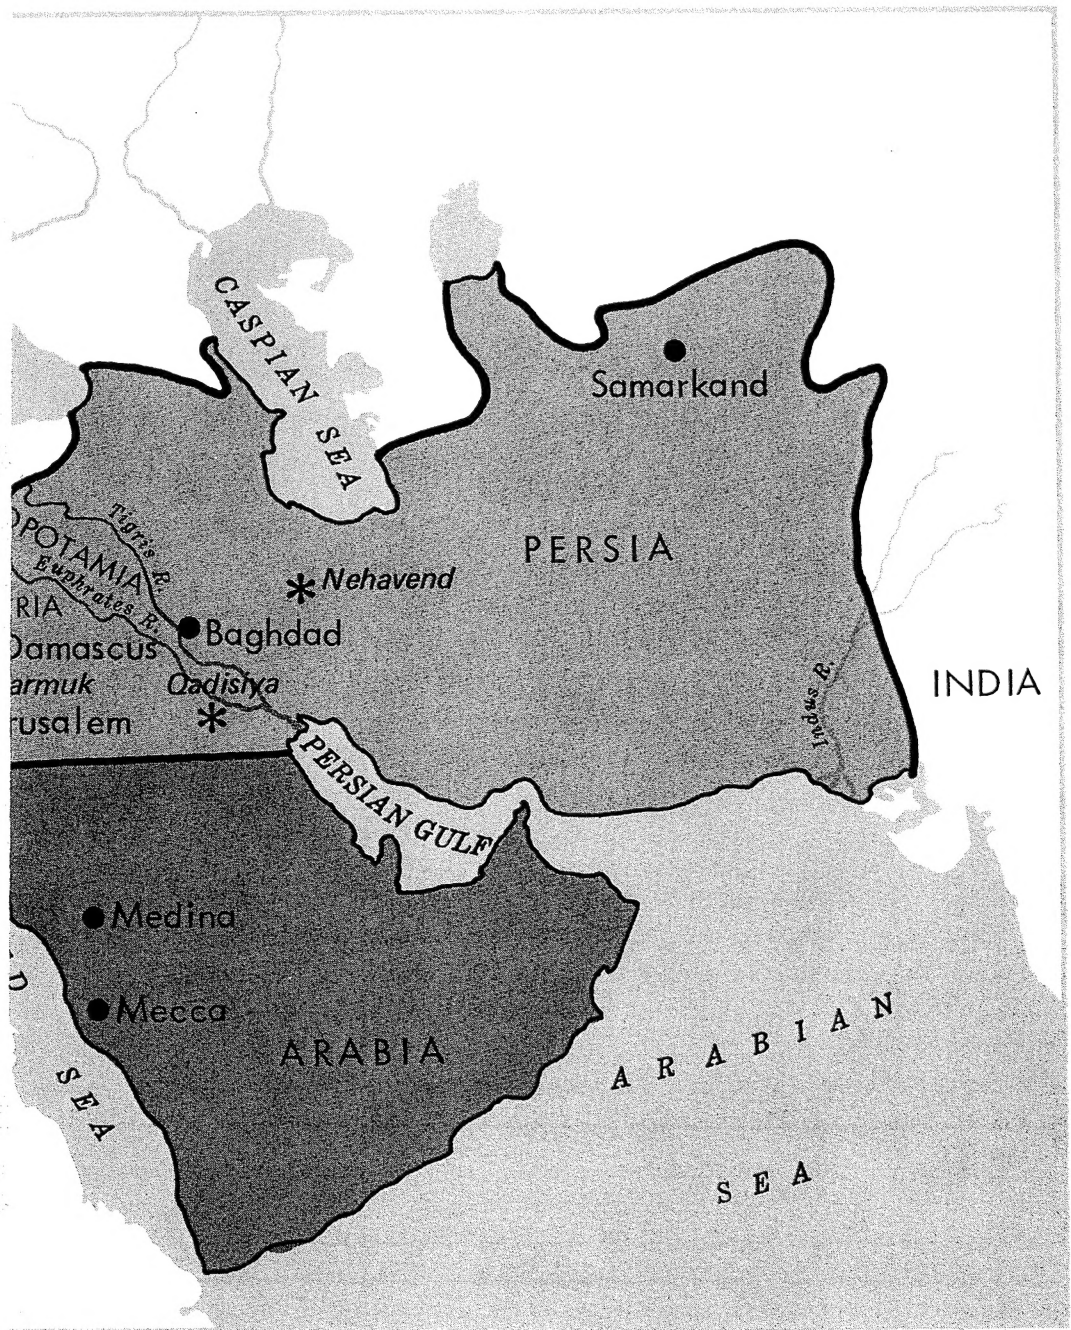 CASPIAN SEA
Samarkand
PERSIA
Tigris R.
OPOTAMIA
Euphrates R.
Nehavend
RIA
Baghdad
Damascus
armuk
Qadisiya
rusalem
Indus R.
INDIA
PERSIAN GULF
Medina
D
SEA
Mecca
ARABIA
ARABIAN
SEA